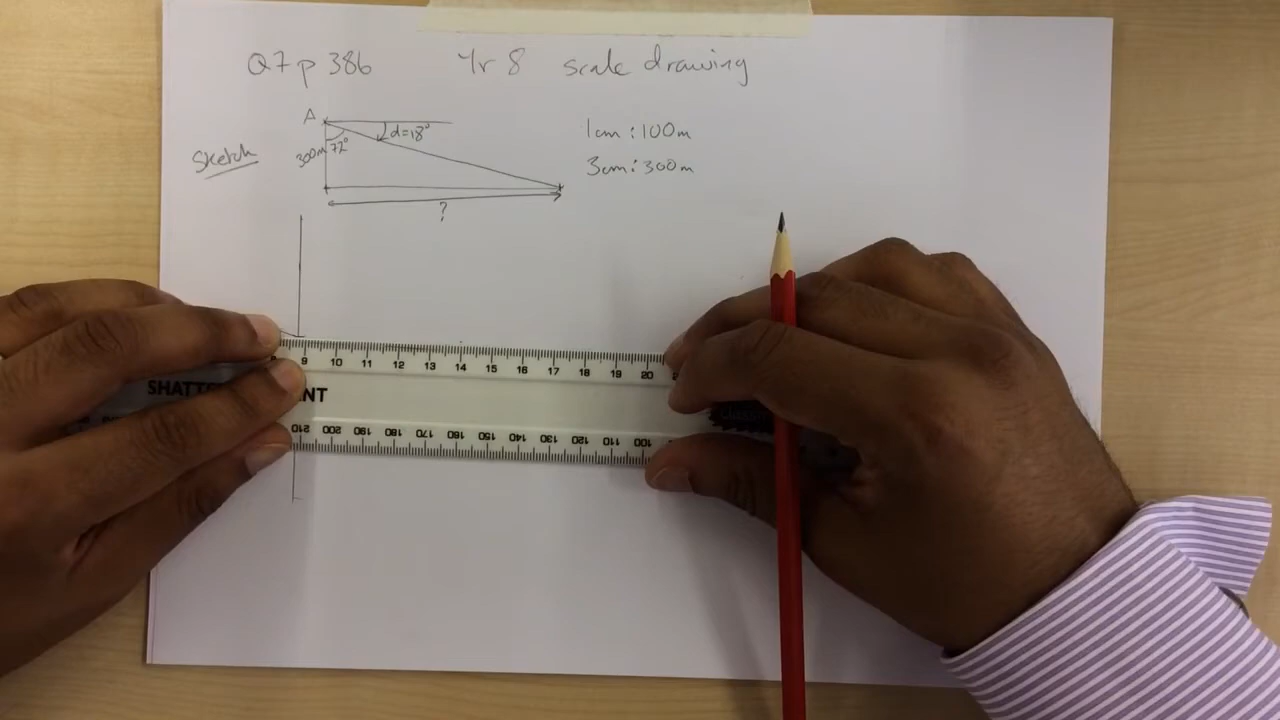 Q7 p 386 Yr 8 scale drawing
A
d=18°
1cm : 100m
300m 72°
Sketch
3cm : 300m
?
9 10 11 12 13 14 15 16 17 18 19 20
210 200 190 180 170 160 150 140 130 120 110 100